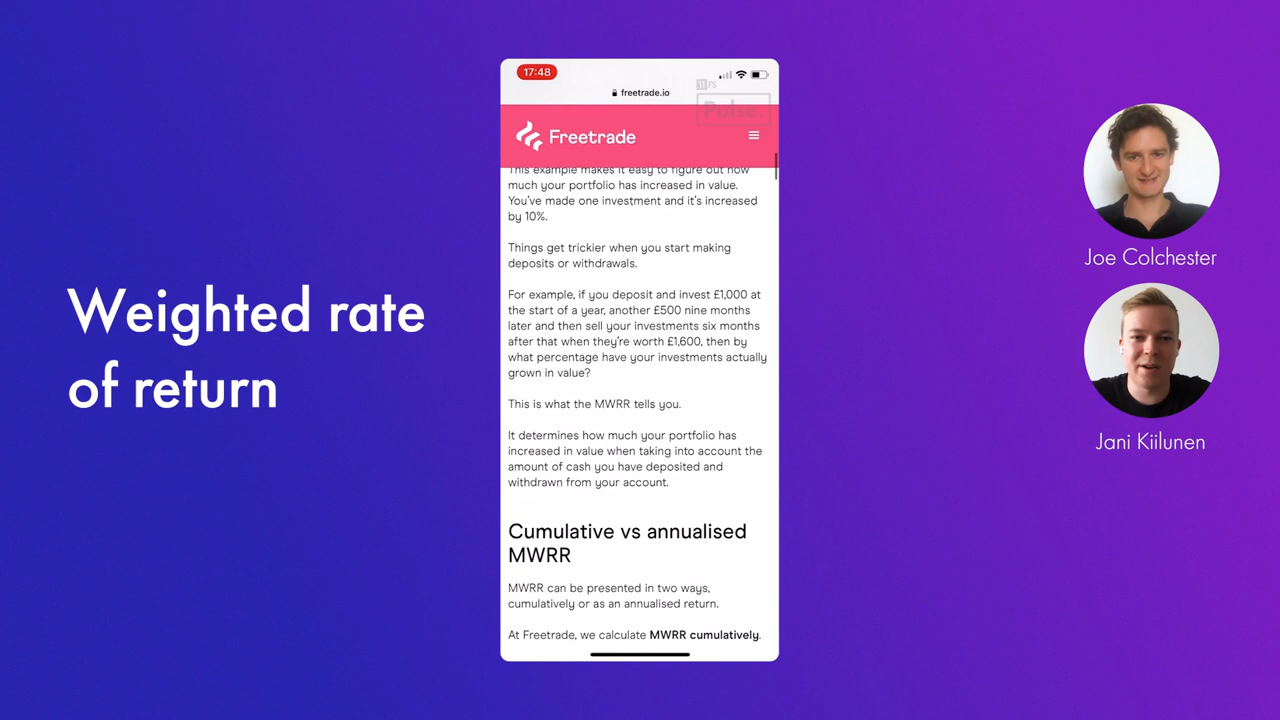 Weighted rate
of return
17:48
freetrade.io
11:FS
Pulse.
Freetrade
This example makes it easy to figure out how
much your portfolio has increased in value.
You've made one investment and it's increased
by 10%.
Things get trickier when you start making
deposits or withdrawals.
For example, if you deposit and invest £1,000 at
the start of a year, another £500 nine months
later and then sell your investments six months
after that when they're worth £1,600, then by
what percentage have your investments actually
grown in value?
This is what the MWRR tells you.
It determines how much your portfolio has
increased in value when taking into account the
amount of cash you have deposited and
withdrawn from your account.
Cumulative vs annualised
MWRR
MWRR can be presented in two ways,
cumulatively or as an annualised return.
At Freetrade, we calculate MWRR cumulatively.
Joe Colchester
Jani Kiilunen